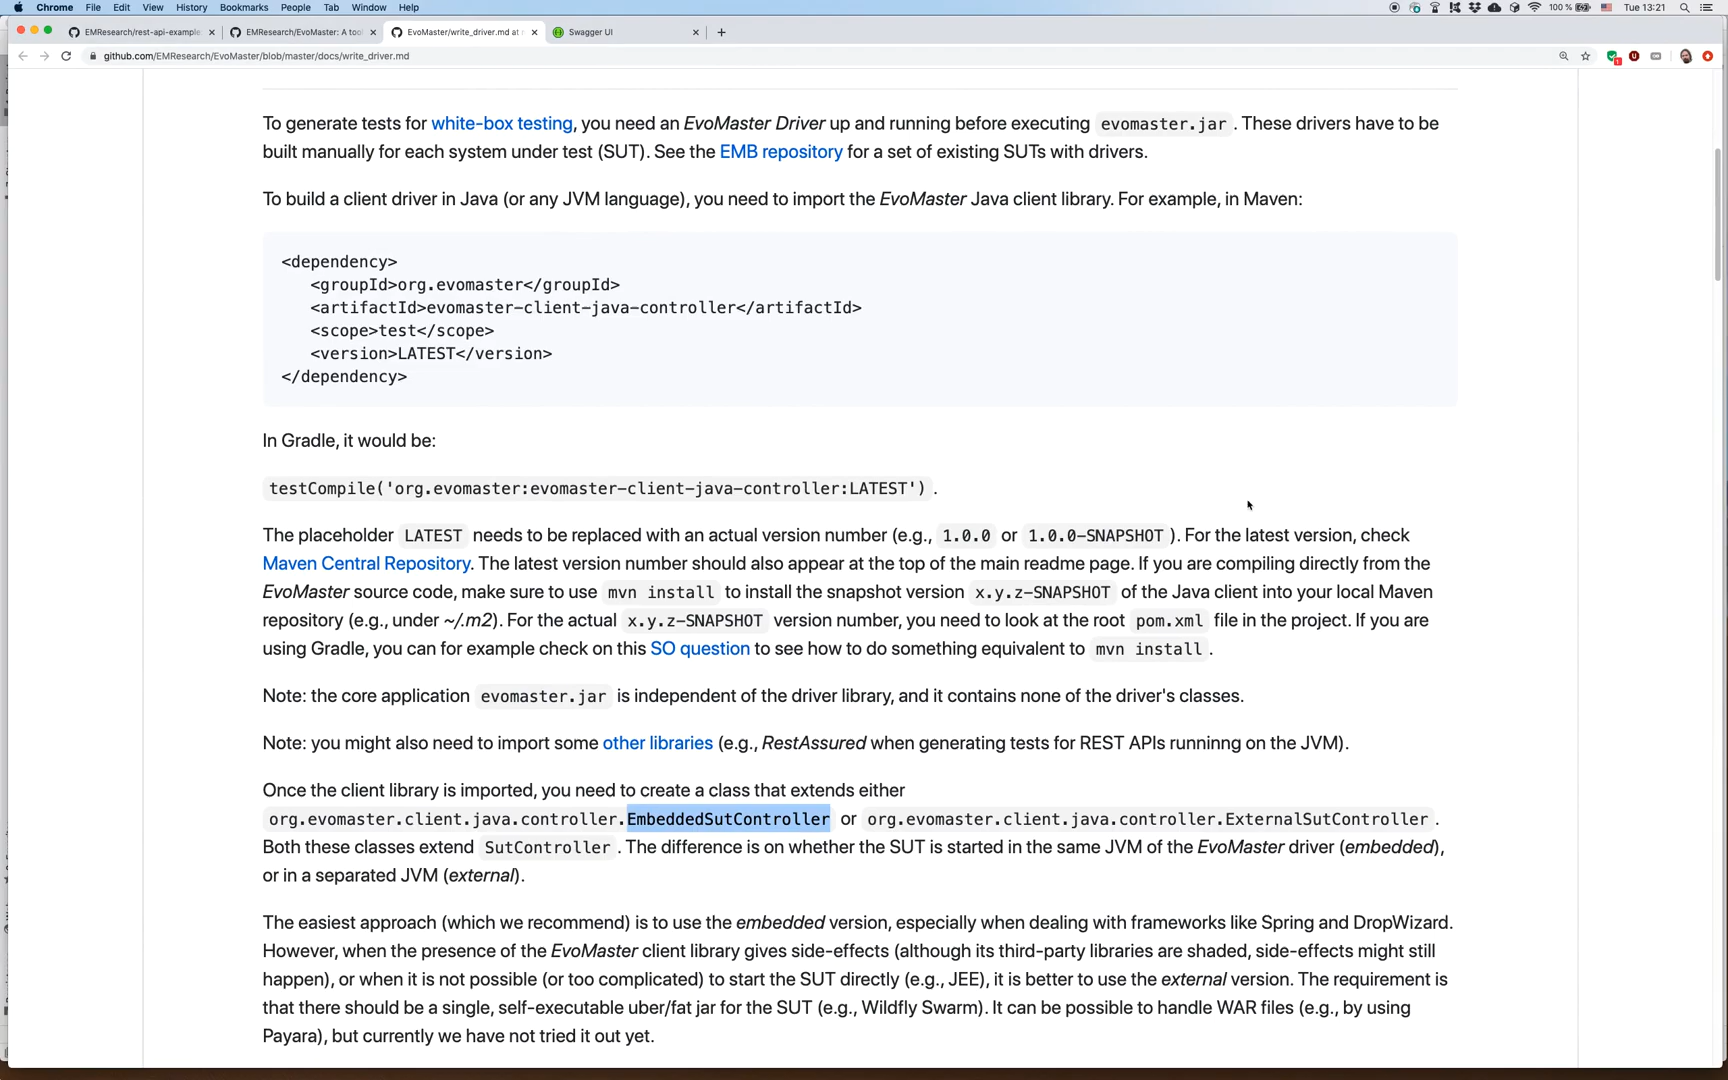 Chrome File Edit View History Bookmarks People Tab Window Help 100 % Tue 13:21
EMResearch/rest-api-example EMResearch/EvoMaster: A too EvoMaster/write_driver.md at Swagger UI
github.com/EMResearch/EvoMaster/blob/master/docs/write_driver.md
To generate tests for white-box testing, you need an EvoMaster Driver up and running before executing evomaster.jar . These drivers have to be
built manually for each system under test (SUT). See the EMB repository for a set of existing SUTs with drivers.
To build a client driver in Java (or any JVM language), you need to import the EvoMaster Java client library. For example, in Maven:
<dependency>
<groupId>org.evomaster</groupId>
<artifactId>evomaster-client-java-controller</artifactId>
<scope>test</scope>
<version>LATEST</version>
</dependency>
In Gradle, it would be:
testCompile('org.evomaster:evomaster-client-java-controller:LATEST') .
The placeholder LATEST needs to be replaced with an actual version number (e.g., 1.0.0 or 1.0.0-SNAPSHOT ). For the latest version, check
Maven Central Repository. The latest version number should also appear at the top of the main readme page. If you are compiling directly from the
EvoMaster source code, make sure to use mvn install to install the snapshot version x.y.z-SNAPSHOT of the Java client into your local Maven
repository (e.g., under ~/.m2). For the actual x.y.z-SNAPSHOT version number, you need to look at the root pom.xml file in the project. If you are
using Gradle, you can for example check on this SO question to see how to do something equivalent to mvn install .
Note: the core application evomaster.jar is independent of the driver library, and it contains none of the driver's classes.
Note: you might also need to import some other libraries (e.g., RestAssured when generating tests for REST APIs runninng on the JVM).
Once the client library is imported, you need to create a class that extends either
org.evomaster.client.java.controller.EmbeddedSutController or org.evomaster.client.java.controller.ExternalSutController .
Both these classes extend SutController . The difference is on whether the SUT is started in the same JVM of the EvoMaster driver (embedded),
or in a separated JVM (external).
The easiest approach (which we recommend) is to use the embedded version, especially when dealing with frameworks like Spring and DropWizard.
However, when the presence of the EvoMaster client library gives side-effects (although its third-party libraries are shaded, side-effects might still
happen), or when it is not possible (or too complicated) to start the SUT directly (e.g., JEE), it is better to use the external version. The requirement is
that there should be a single, self-executable uber/fat jar for the SUT (e.g., Wildfly Swarm). It can be possible to handle WAR files (e.g., by using
Payara), but currently we have not tried it out yet.